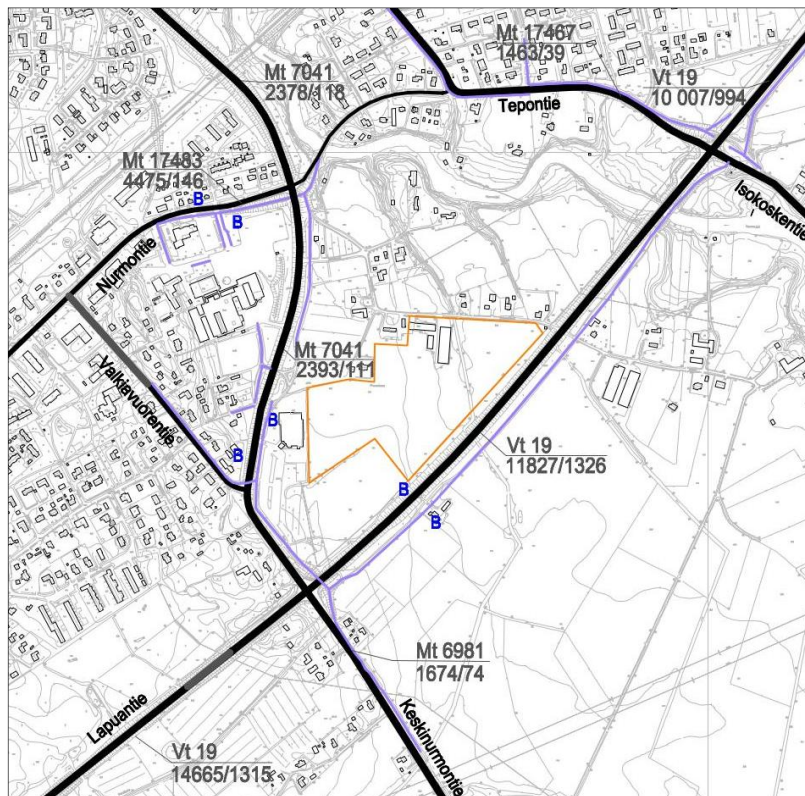 Mt 17467
1463/39
Mt 7041
2378/118
Vt 19
10 007/994
Tepontie
Mt 17483
4475/146
B
B
Isokoskentie
Nurmontie
Mt 7041
2393/111
Valkiavuorentie
B
B
Vt 19
11827/1326
B
B
Mt 6981
1674/74
Lapuantie
Keskinurmontie
Vt 19
14665/1315